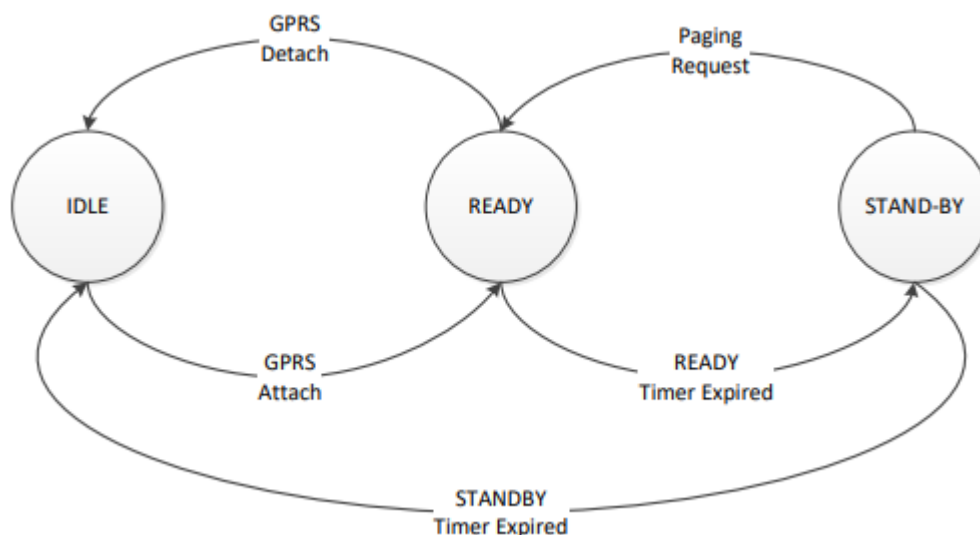 GPRS
Detach
Paging
Request
IDLE
READY
STAND-BY
GPRS
Attach
READY
Timer Expired
STANDBY
Timer Expired